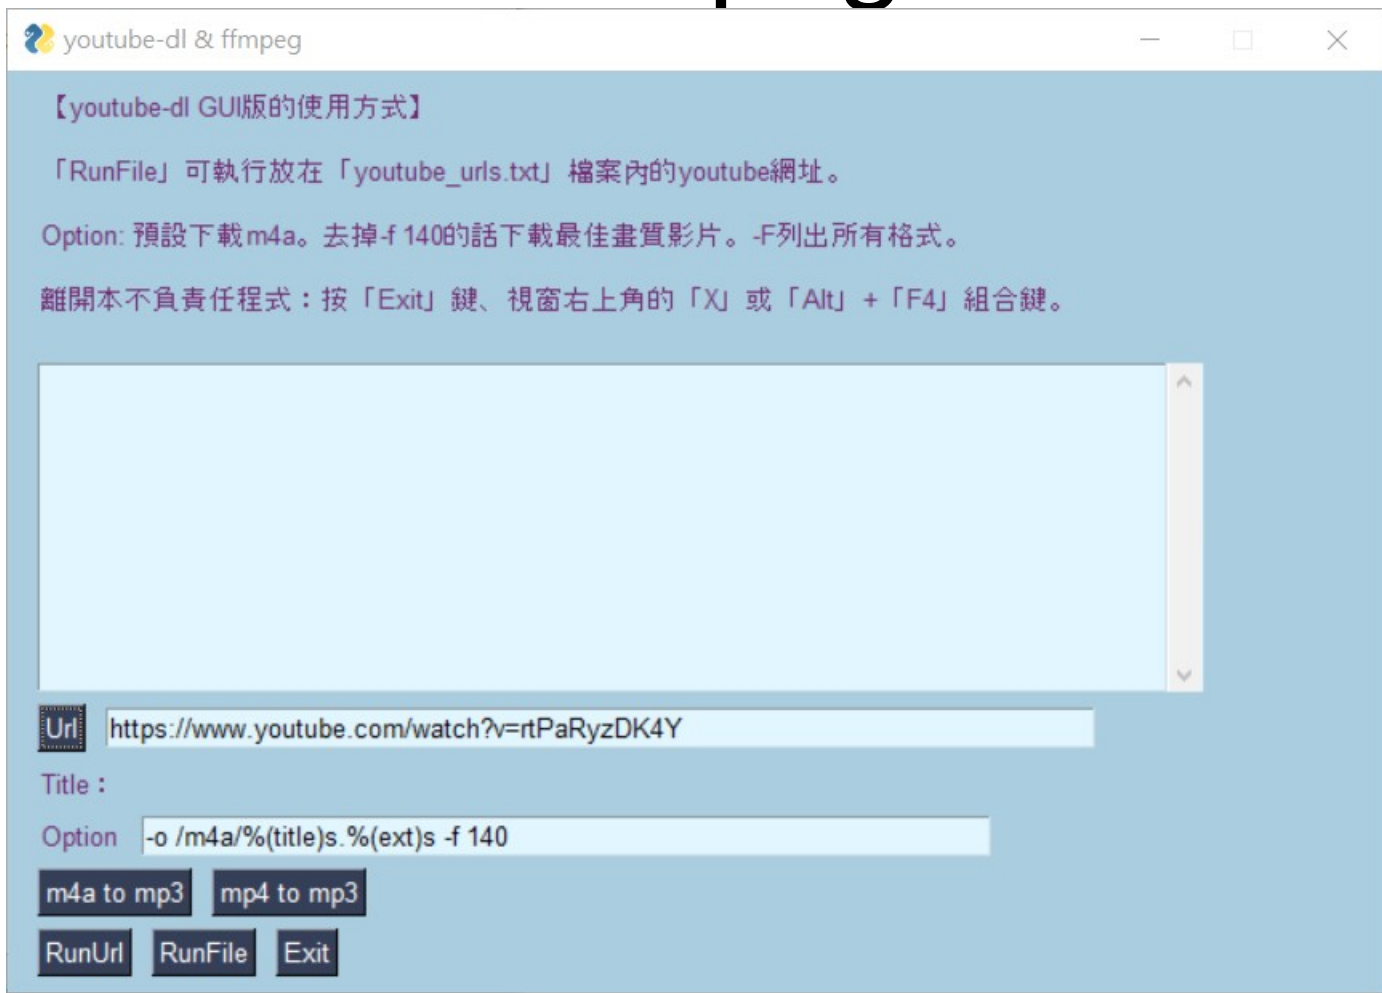 youtube-dl & ffmpeg
【youtube-dl GUI版的使用方式】
「RunFile」可執行放在「youtube_urls.txt」檔案內的youtube網址。
Option: 預設下載m4a。去掉-f 140的話下載最佳畫質影片。-F列出所有格式。
離開本不負責任程式：按「Exit」鍵、視窗右上角的「X」或「Alt」+「F4」組合鍵。
Url https://www.youtube.com/watch?v=rtPaRyzDK4Y
Title：
Option -o /m4a/%(title)s.%(ext)s -f 140
m4a to mp3 mp4 to mp3
RunUrl RunFile Exit